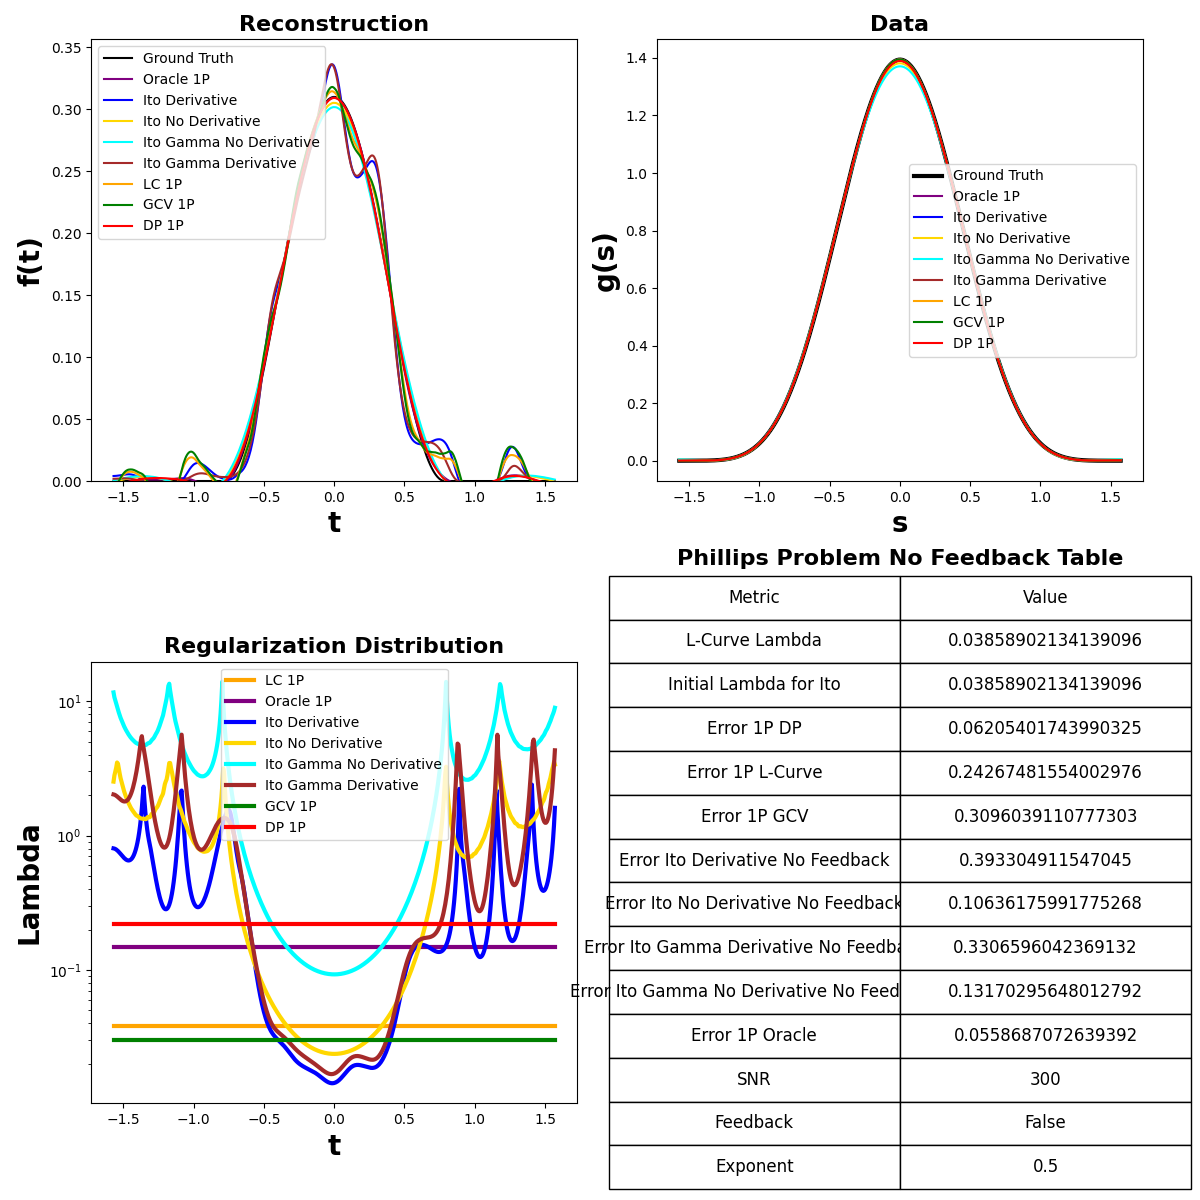 Reconstruction
0.35
0.30
0.25
0.20
0.15
0.10
0.05
0.00
f(t)
Ground Truth
Oracle 1P
Ito Derivative
Ito No Derivative
Ito Gamma No Derivative
Ito Gamma Derivative
LC 1P
GCV 1P
DP 1P
−1.5 −1.0 −0.5 0.0 0.5 1.0 1.5
t
Data
1.4
1.2
1.0
0.8
0.6
0.4
0.2
0.0
g(s)
Ground Truth
Oracle 1P
Ito Derivative
Ito No Derivative
Ito Gamma No Derivative
Ito Gamma Derivative
LC 1P
GCV 1P
DP 1P
−1.5 −1.0 −0.5 0.0 0.5 1.0 1.5
s
Regularization Distribution
10¹
10⁰
10⁻¹
Lambda
LC 1P
Oracle 1P
Ito Derivative
Ito No Derivative
Ito Gamma No Derivative
Ito Gamma Derivative
GCV 1P
DP 1P
−1.5 −1.0 −0.5 0.0 0.5 1.0 1.5
t
Phillips Problem No Feedback Table
Metric Value
L-Curve Lambda 0.03858902134139096
Initial Lambda for Ito 0.03858902134139096
Error 1P DP 0.06205401743990325
Error 1P L-Curve 0.24267481554002976
Error 1P GCV 0.3096039110777303
Error Ito Derivative No Feedback 0.393304911547045
Error Ito No Derivative No Feedback 0.10636175991775268
Error Ito Gamma Derivative No Feedba 0.3306596042369132
Error Ito Gamma No Derivative No Feed 0.13170295648012792
Error 1P Oracle 0.0558687072639392
SNR 300
Feedback False
Exponent 0.5